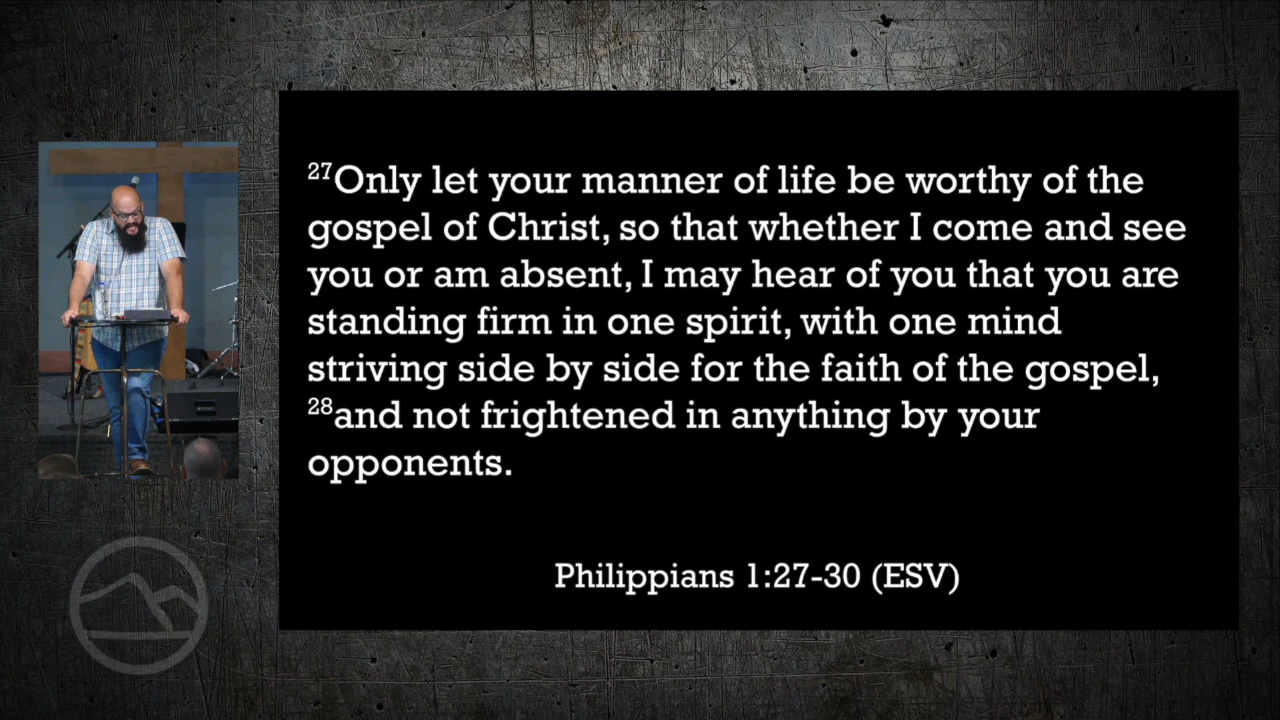 27Only let your manner of life be worthy of the
gospel of Christ, so that whether I come and see
you or am absent, I may hear of you that you are
standing firm in one spirit, with one mind
striving side by side for the faith of the gospel,
28and not frightened in anything by your
opponents.
Philippians 1:27-30 (ESV)